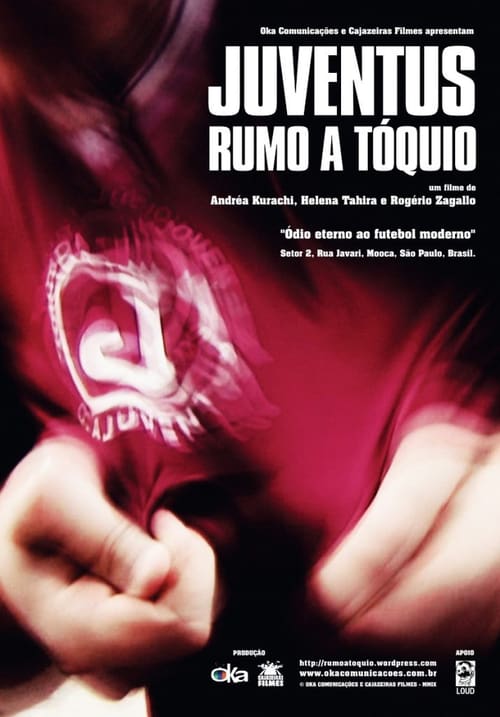 Oka Comunicações e Cajazeiras Filmes apresentam
JUVENTUS
RUMO A TÓQUIO
um filme de
Andréa Kurachi, Helena Tahira e Rogério Zagallo
"Ódio eterno ao futebol moderno"
Setor 2, Rua Javari, Mooca, São Paulo, Brasil.
J
PRODUÇÃO
oka
CAJAZEIRAS
FILMES
http://rumoatoquio.wordpress.com
www.okacomunicacoes.com.br
© OKA COMUNICAÇÕES E CAJAZEIRAS FILMES - MMIX
APOIO
LOUD